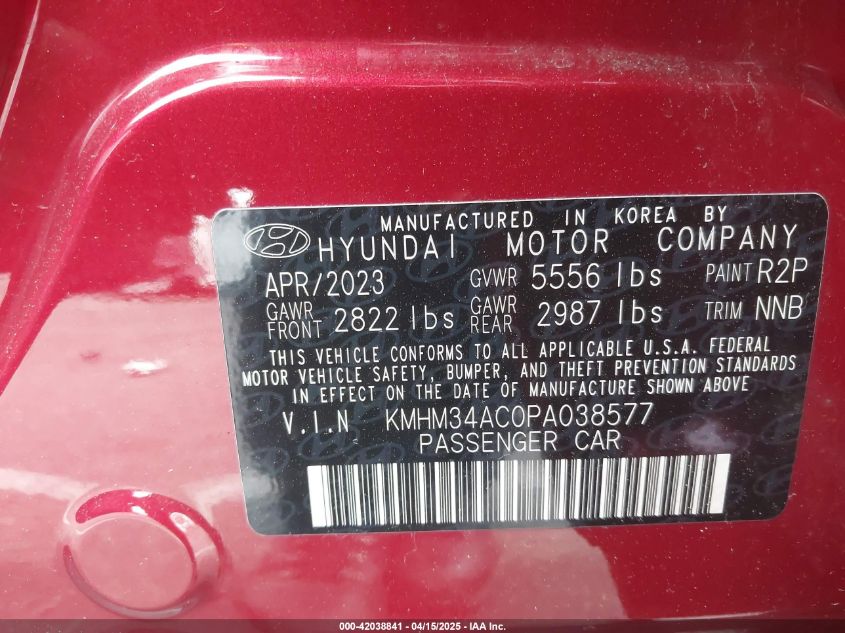 MANUFACTURED IN KOREA BY
HYUNDAI MOTOR COMPANY
APR/2023 GVWR 5556 lbs PAINT R2P
GAWR FRONT 2822 lbs GAWR REAR 2987 lbs TRIM NNB
THIS VEHICLE CONFORMS TO ALL APPLICABLE U.S.A. FEDERAL
MOTOR VEHICLE SAFETY, BUMPER, AND THEFT PREVENTION STANDARDS
IN EFFECT ON THE DATE OF MANUFACTURE SHOWN ABOVE
V.I.N KMHM34AC0PA038577
PASSENGER CAR
000-42038841 - 04/15/2025 - IAA Inc.